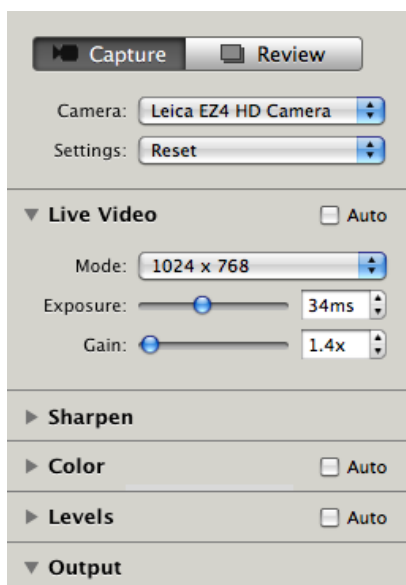 Capture Review
Camera: Leica EZ4 HD Camera
Settings: Reset
Live Video Auto
Mode: 1024 x 768
Exposure: 34ms
Gain: 1.4x
Sharpen
Color Auto
Levels Auto
Output